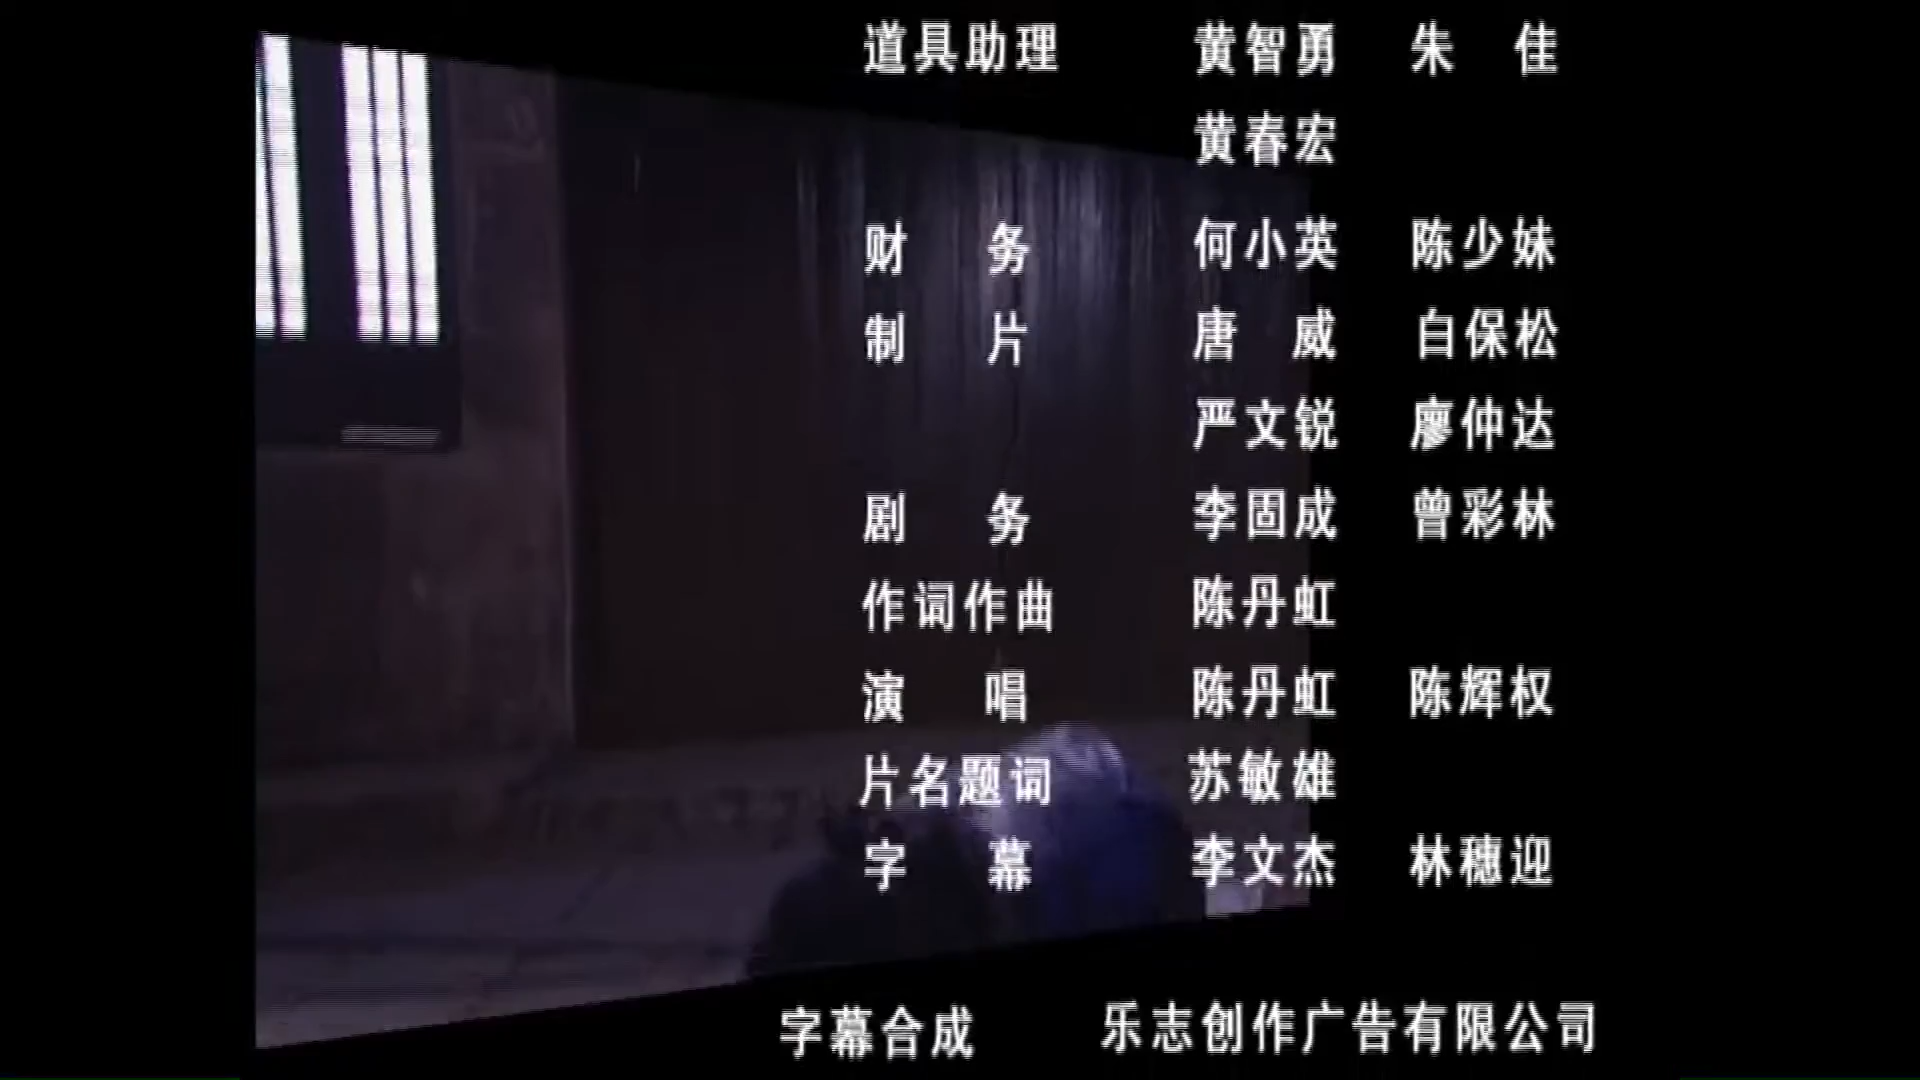 道具助理 黄智勇 朱 佳
黄春宏
财 务 何小英 陈少妹
制 片 唐 威 白保松
严文锐 廖仲达
剧 务 李固成 曾彩林
作词作曲 陈丹虹
演 唱 陈丹虹 陈辉权
片名题词 苏敏雄
字 幕 李文杰 林穗迎
字幕合成 乐志创作广告有限公司